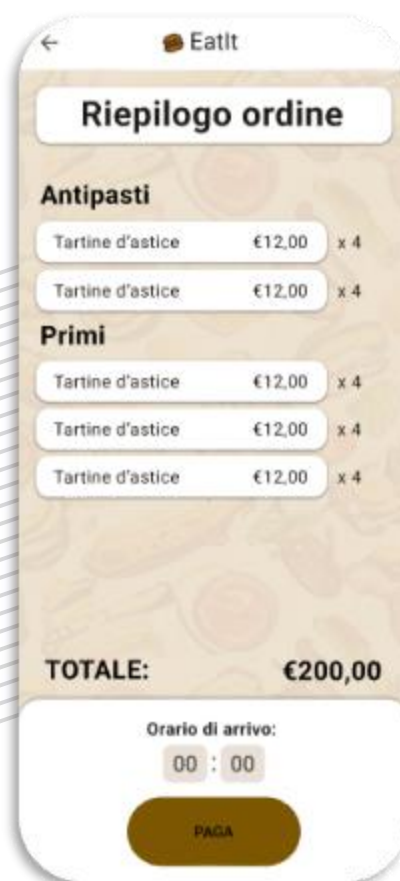 EatIt
Riepilogo ordine
Antipasti
Tartine d'astice €12,00 x 4
Tartine d'astice €12,00 x 4
Primi
Tartine d'astice €12,00 x 4
Tartine d'astice €12,00 x 4
Tartine d'astice €12,00 x 4
TOTALE: €200,00
Orario di arrivo:
00 : 00
PAGA